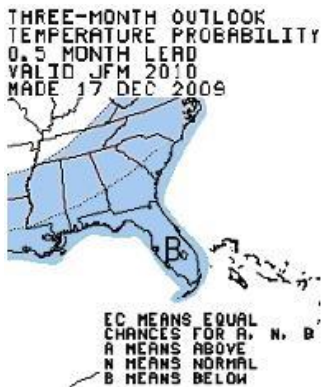 THREE-MONTH OUTLOOK
TEMPERATURE PROBABILITY
0.5 MONTH LEAD
VALID JFM 2010
MADE 17 DEC 2009
B
EC MEANS EQUAL
CHANCES FOR A, N, B
A MEANS ABOVE
N MEANS NORMAL
B MEANS BELOW